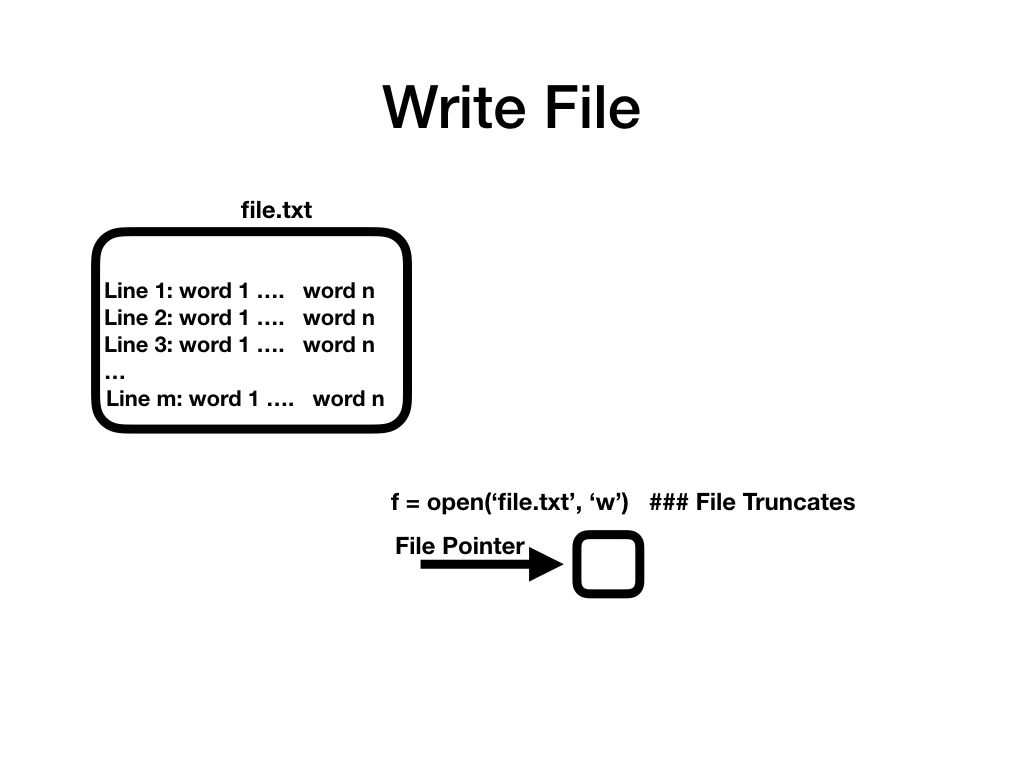 Write File
file.txt
Line 1: word 1 ....   word n
Line 2: word 1 ....   word n
Line 3: word 1 ....   word n
...
Line m: word 1 ....   word n
f = open(‘file.txt’, ‘w’)   ### File Truncates
File Pointer